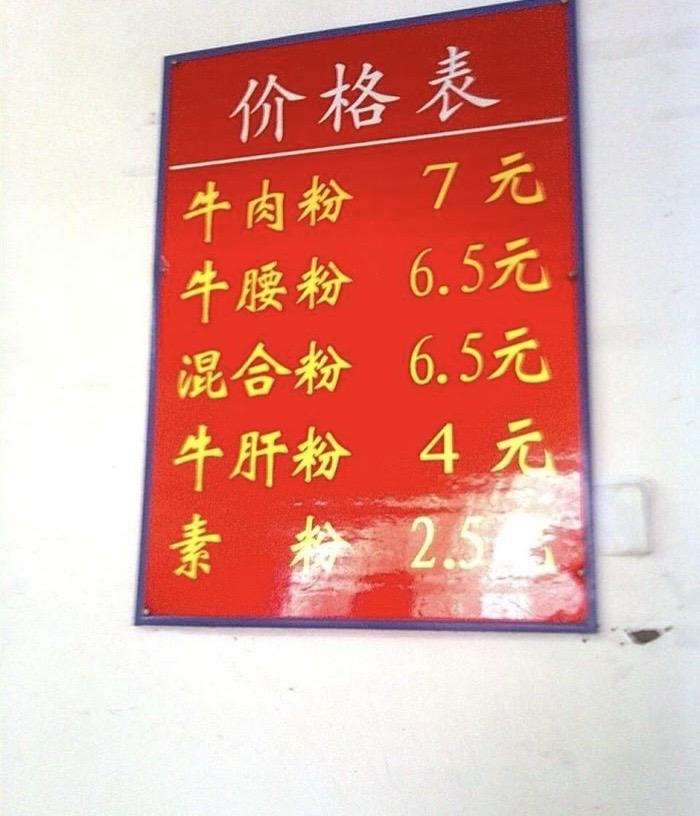 价格表
牛肉粉 7 元
牛腰粉 6.5元
混合粉 6.5元
牛肝粉 4 元
素 粉 2.5元